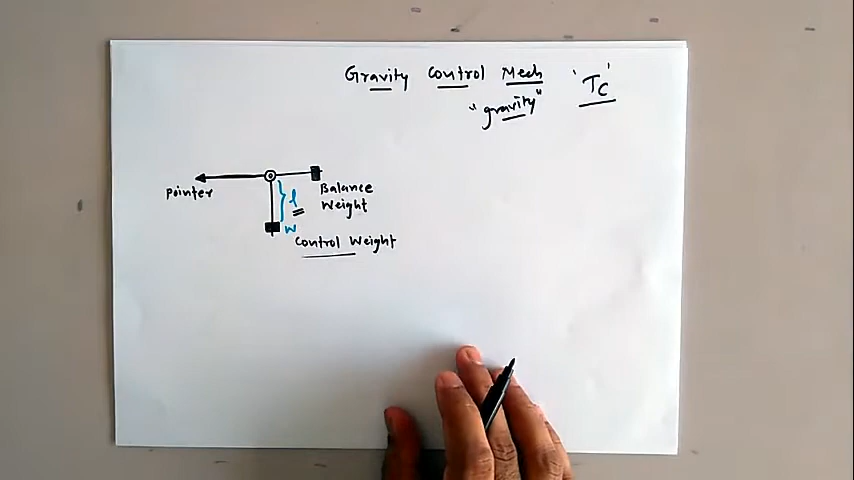 Gravity Control Mech 'Tc'
"gravity"
Pointer
Balance
Weight
l
W
Control Weight